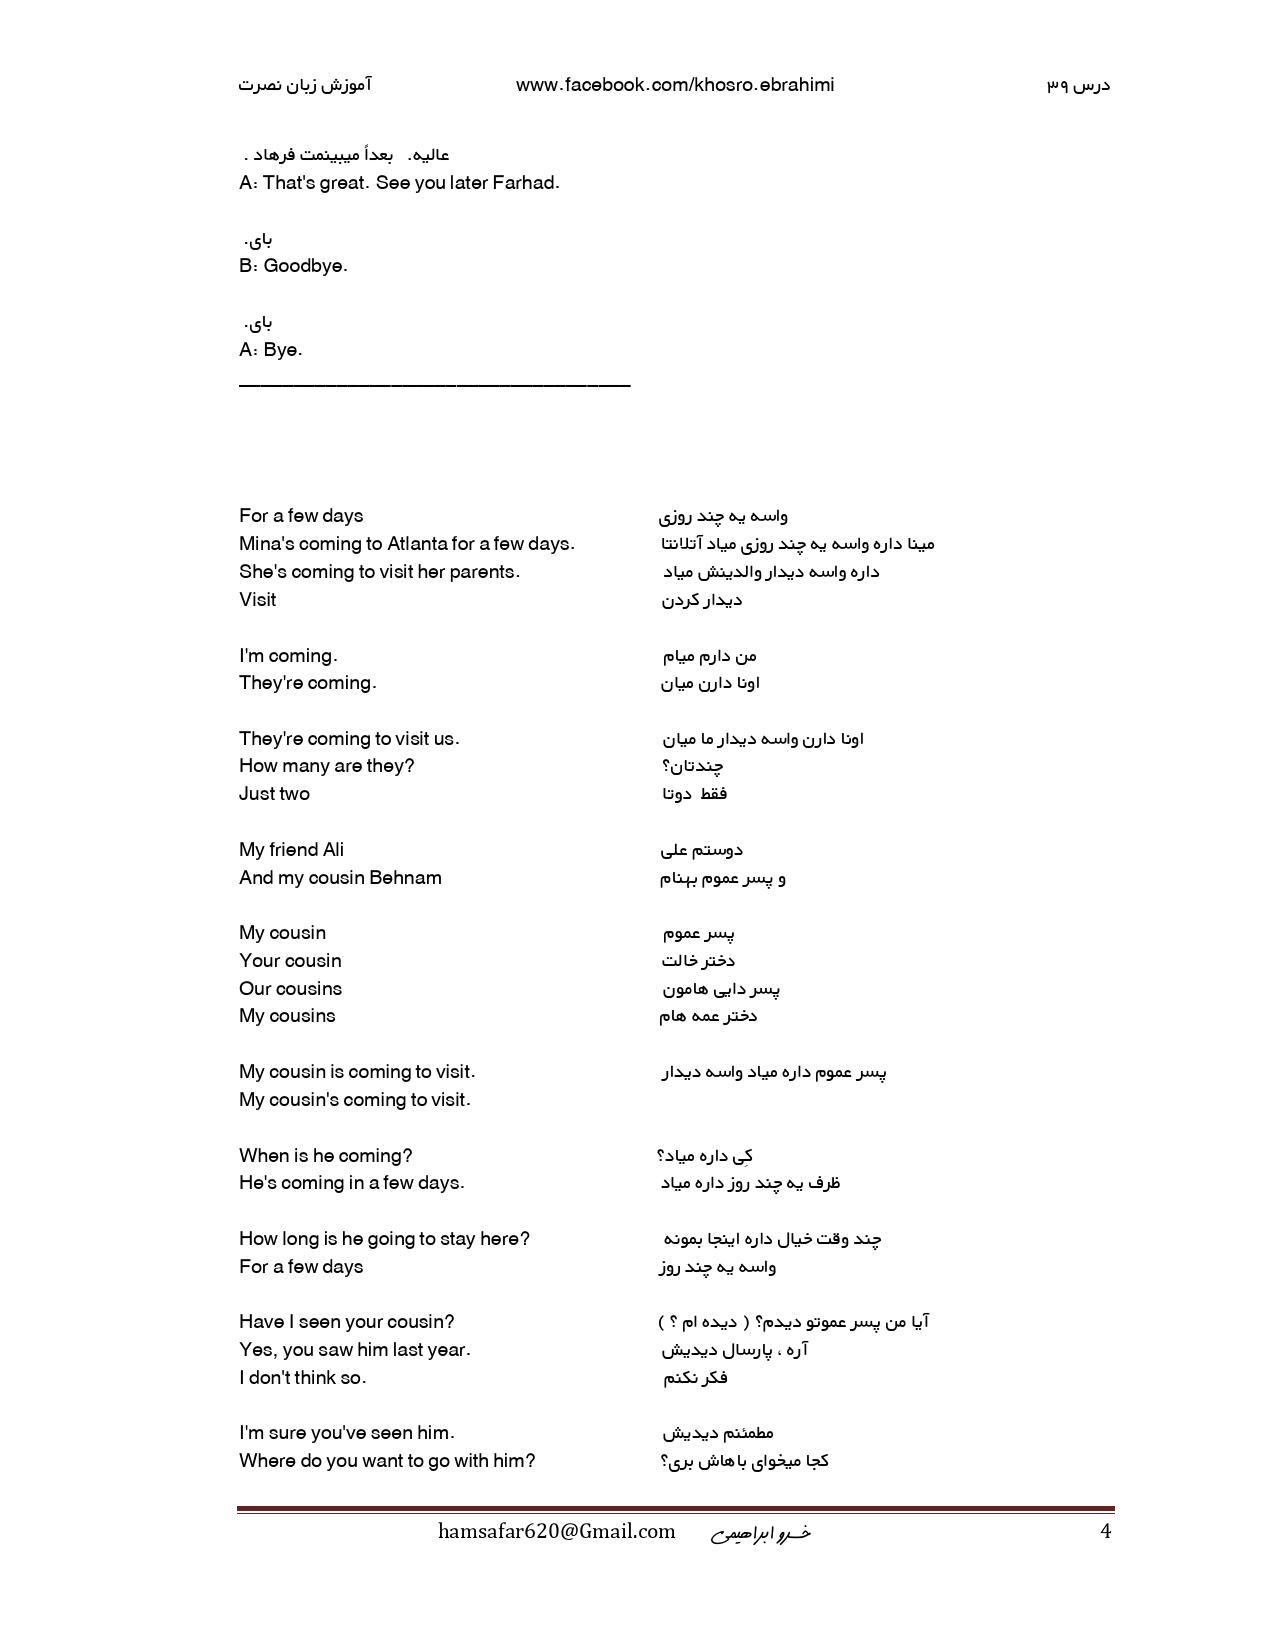 آموزش زبان نصرت www.facebook.com/khosro.ebrahimi درس ۳۹
عالیه. بعداً میبینمت فرهاد .
A: That's great. See you later Farhad.
بای.
B: Goodbye.
بای.
A: Bye.
____________________________________
For a few days واسه یه چند روزی
Mina's coming to Atlanta for a few days. مینا داره واسه یه چند روزی میاد آتلانتا
She's coming to visit her parents. داره واسه دیدار والدینش میاد
Visit دیدار کردن
I'm coming. من دارم میام
They're coming. اونا دارن میان
They're coming to visit us. اونا دارن واسه دیدار ما میان
How many are they? چندتان؟
Just two فقط دوتا
My friend Ali دوستم علی
And my cousin Behnam و پسر عموم بهنام
My cousin پسر عموم
Your cousin دختر خالت
Our cousins پسر دایی هامون
My cousins دختر عمه هام
My cousin is coming to visit. پسر عموم داره میاد واسه دیدار
My cousin's coming to visit.
When is he coming? کِی داره میاد؟
He's coming in a few days. ظرف یه چند روز داره میاد
How long is he going to stay here? چند وقت خیال داره اینجا بمونه
For a few days واسه یه چند روز
Have I seen your cousin? آیا من پسر عموتو دیدم؟ ( دیده ام ؟ )
Yes, you saw him last year. آره ، پارسال دیدیش
I don't think so. فکر نکنم
I'm sure you've seen him. مطمئنم دیدیش
Where do you want to go with him? کجا میخوای باهاش بری؟
hamsafar620@Gmail.com خسرو ابراهیمی 4